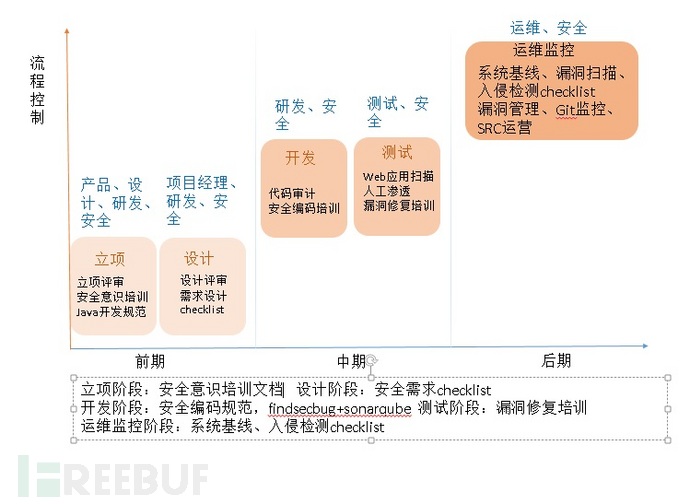 流
程
控
制
运维、安全
运维监控
系统基线、漏洞扫描、
入侵检测checklist
漏洞管理、Git监控、
SRC运营
研发、安
全
开发
代码审计
安全编码培训
测试、安
全
测试
Web应用扫描
人工渗透
漏洞修复培训
产品、设
计、研发、
安全
立项
立项评审
安全意识培训
Java开发规范
项目经理、
研发、安
全
设计
设计评审
需求设计
checklist
前期
中期
后期
立项阶段：安全意识培训文档 设计阶段：安全需求checklist
开发阶段：安全编码规范，findsecbug+sonarqube 测试阶段：漏洞修复培训
运维监控阶段：系统基线、入侵检测checklist
FREEBUF